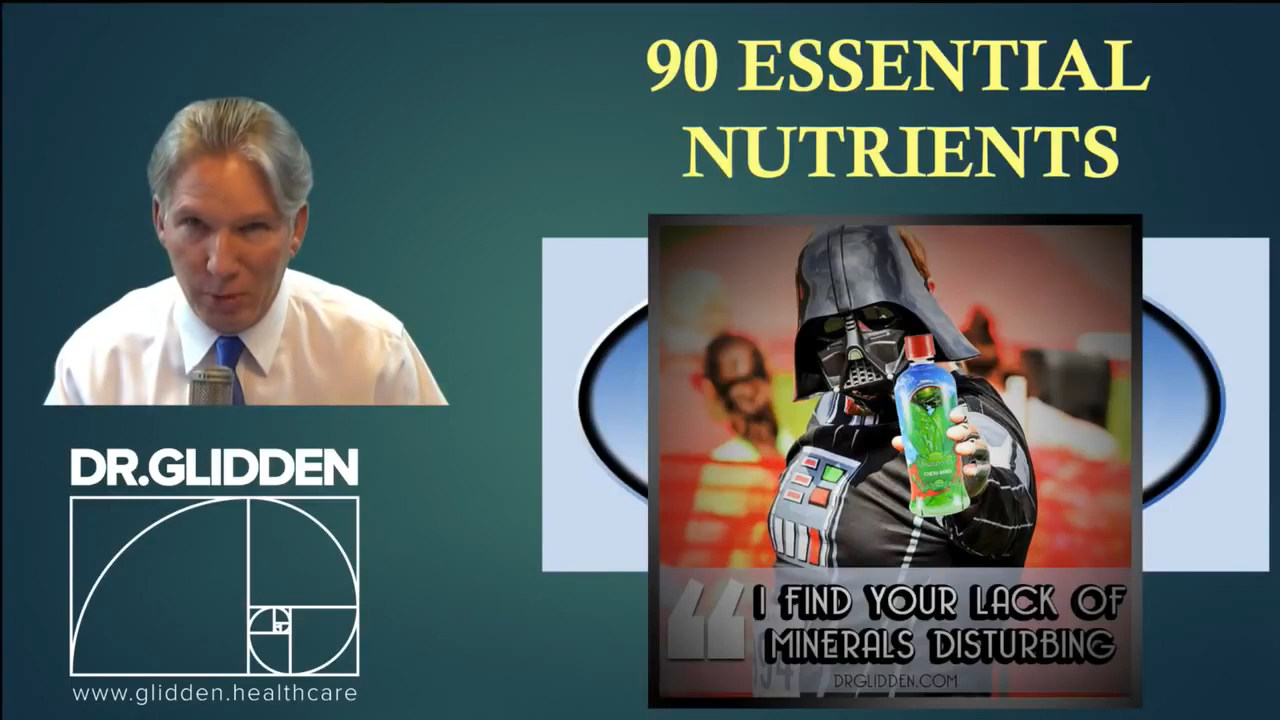 90 ESSENTIAL
NUTRIENTS
DR.GLIDDEN
www.glidden.healthcare
I FIND YOUR LACK OF
MINERALS DISTURBING
DRGLIDDEN.COM